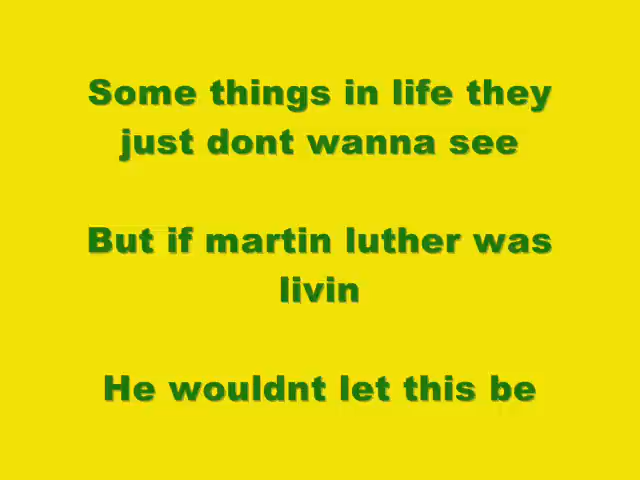 Some things in life they
just dont wanna see
But if martin luther was
livin
He wouldnt let this be